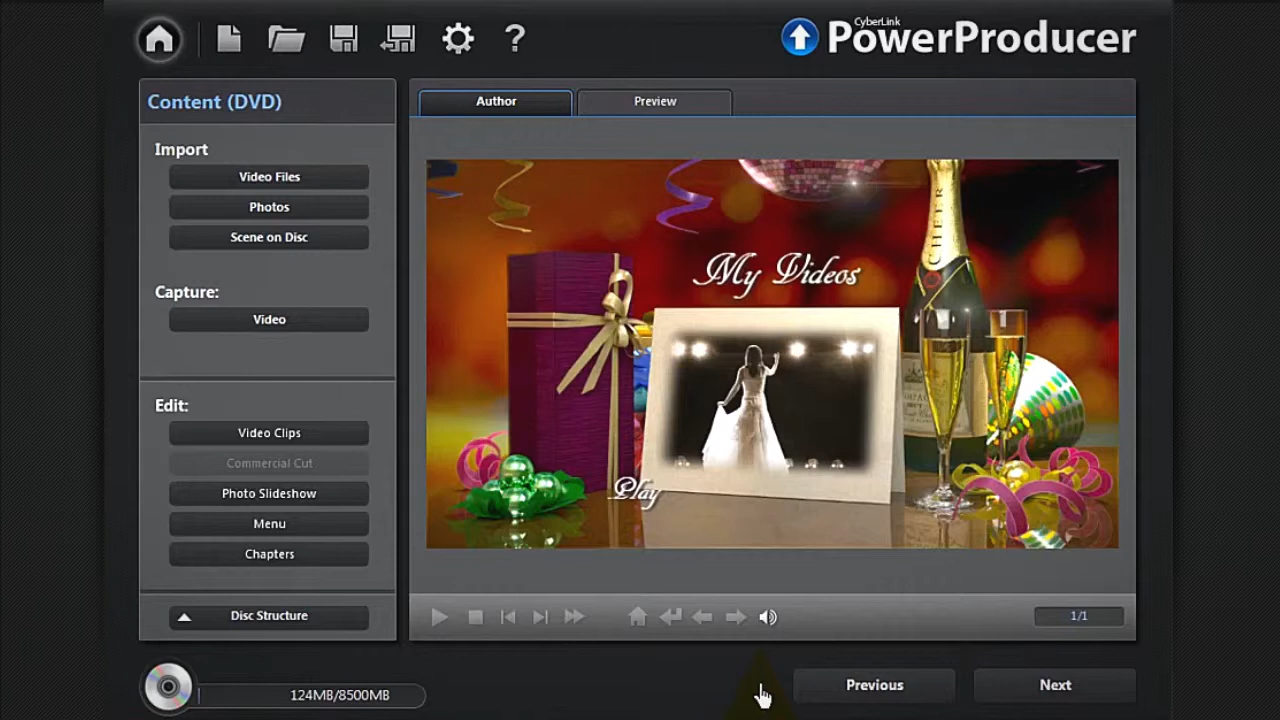 CyberLink
PowerProducer
Content (DVD)
Author
Preview
Import
Video Files
Photos
Scene on Disc
Capture:
Video
Edit:
Video Clips
Commercial Cut
Photo Slideshow
Menu
Chapters
Disc Structure
My Videos
CHEER
Play
1/1
124MB/8500MB
Previous
Next